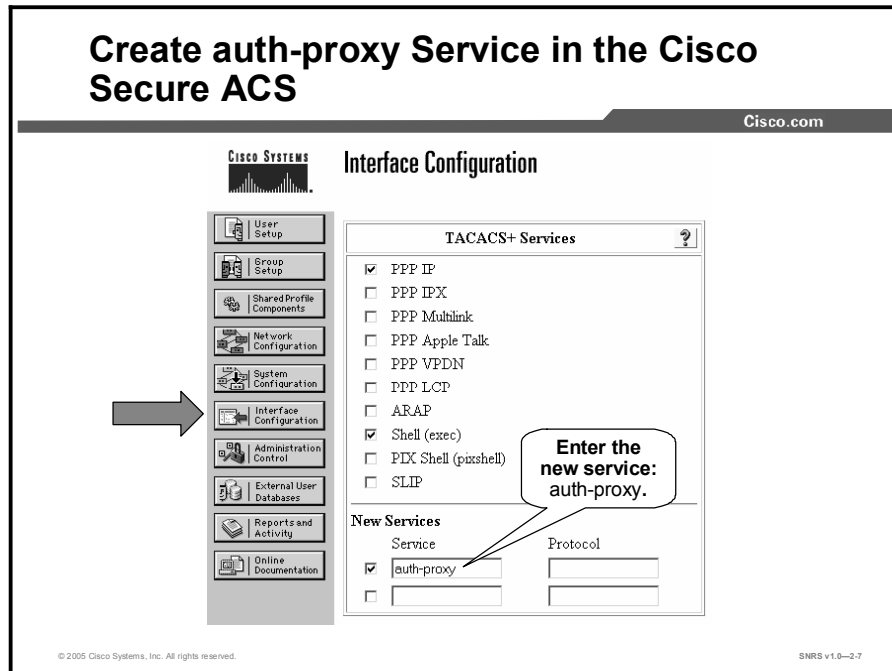 Create auth-proxy Service in the Cisco
Secure ACS
Cisco.com
CISCO SYSTEMS
Interface Configuration
User
Setup
Group
Setup
Shared Profile
Components
Network
Configuration
System
Configuration
Interface
Configuration
Administration
Control
External User
Databases
Reports and
Activity
Online
Documentation
TACACS+ Services
?
PPP IP
PPP IPX
PPP Multilink
PPP Apple Talk
PPP VPDN
PPP LCP
ARAP
Shell (exec)
PIX Shell (pixshell)
SLIP
Enter the
new service:
auth-proxy.
New Services
Service Protocol
auth-proxy
© 2005 Cisco Systems, Inc. All rights reserved.
SNRS v1.0—2-7